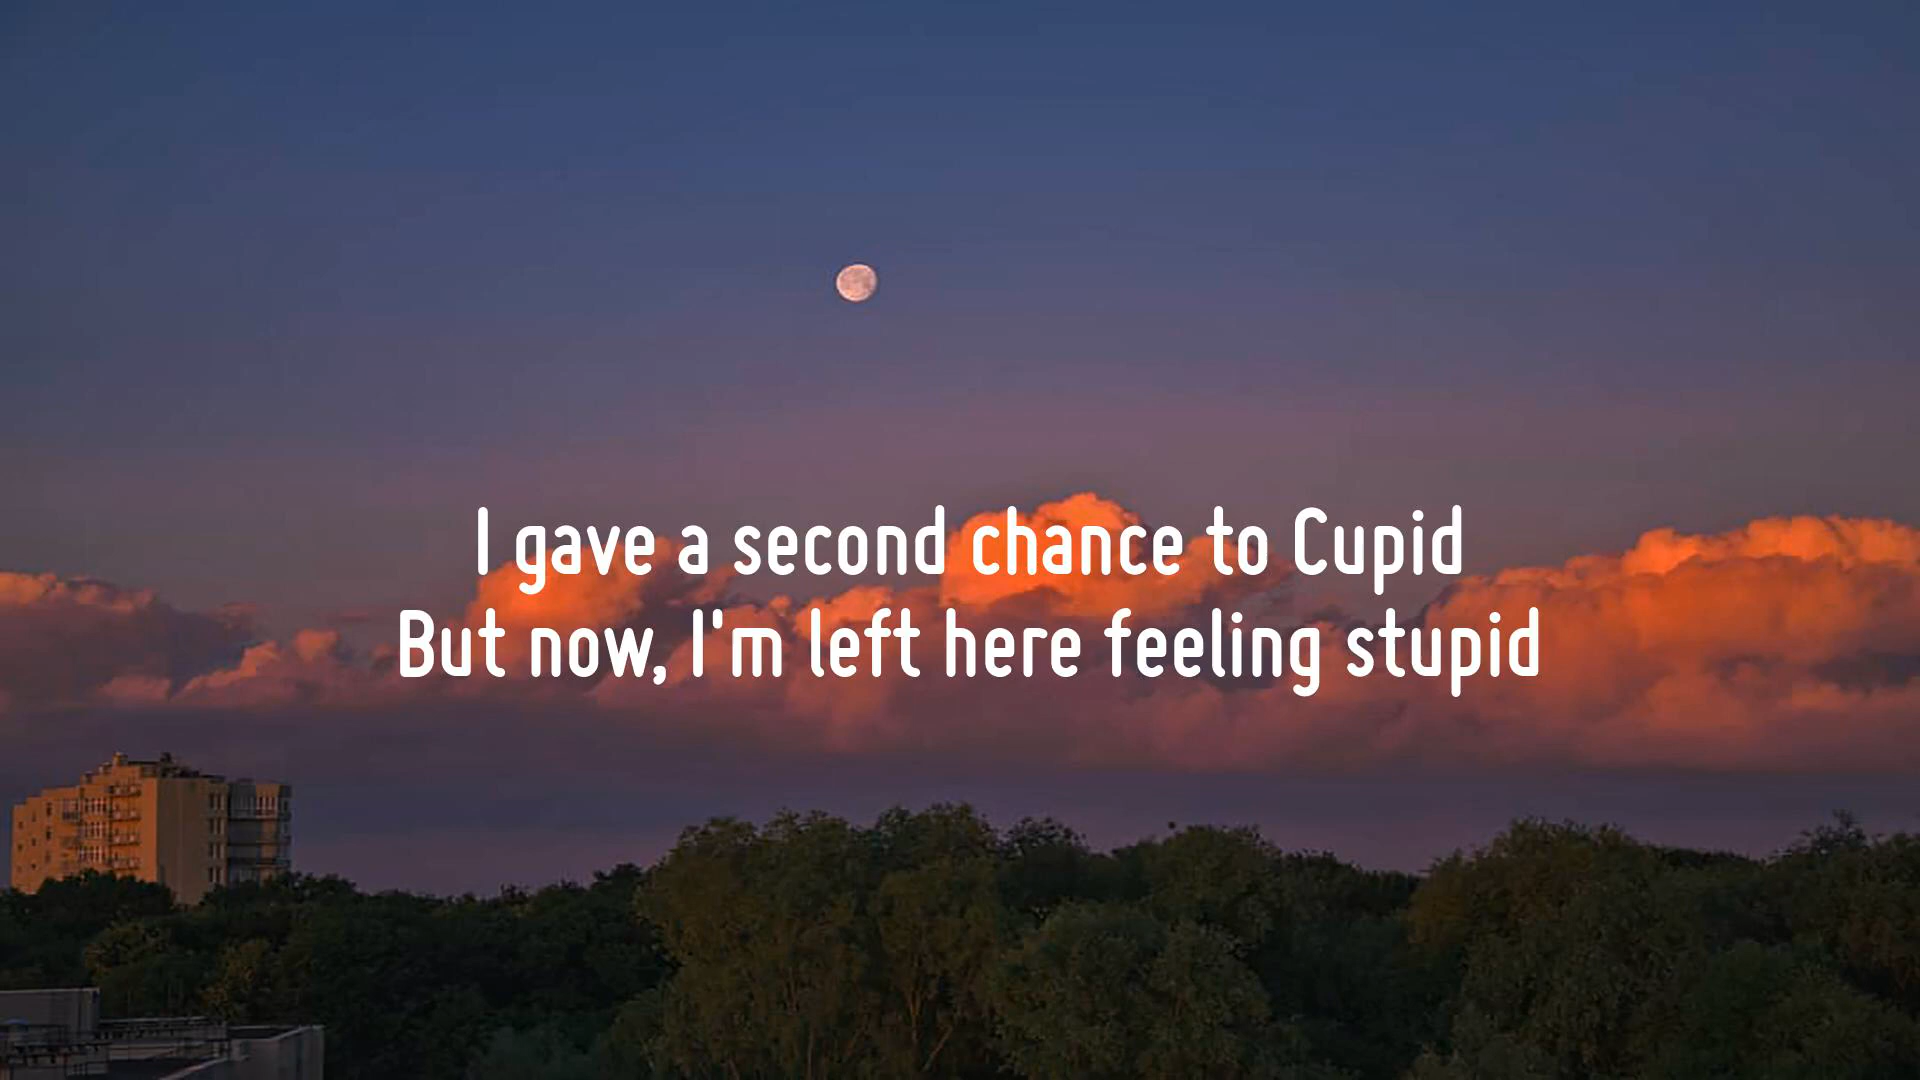 I gave a second chance to Cupid
But now, I'm left here feeling stupid